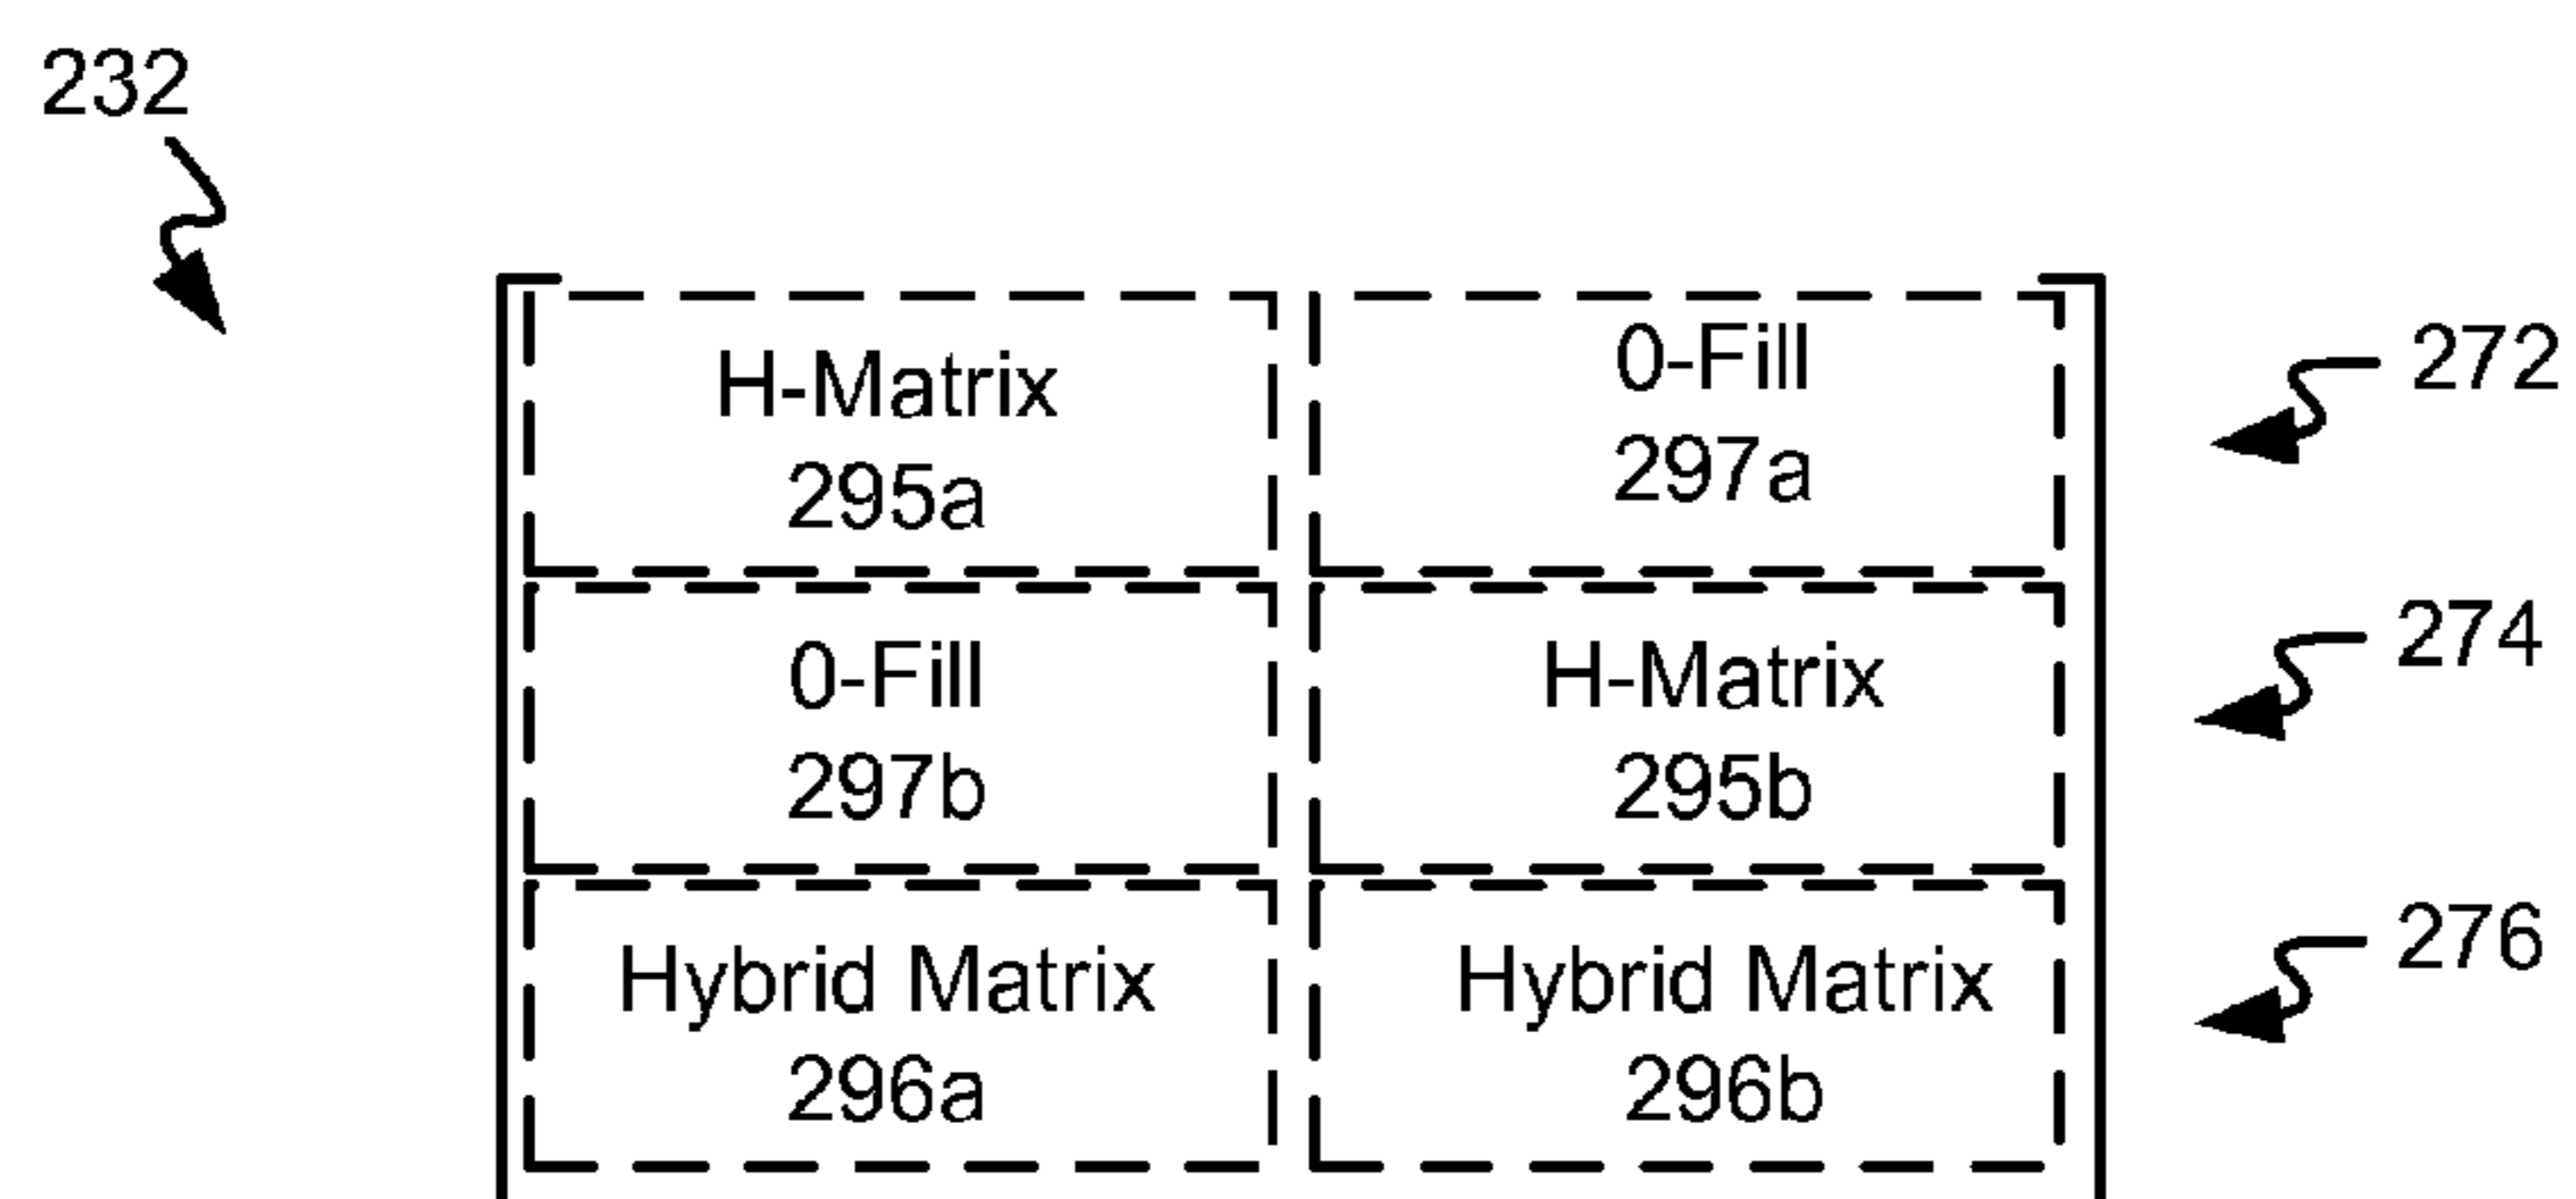 232
H-Matrix
295a
0-Fill
297a
272
0-Fill
297b
H-Matrix
295b
274
Hybrid Matrix
296a
Hybrid Matrix
296b
276